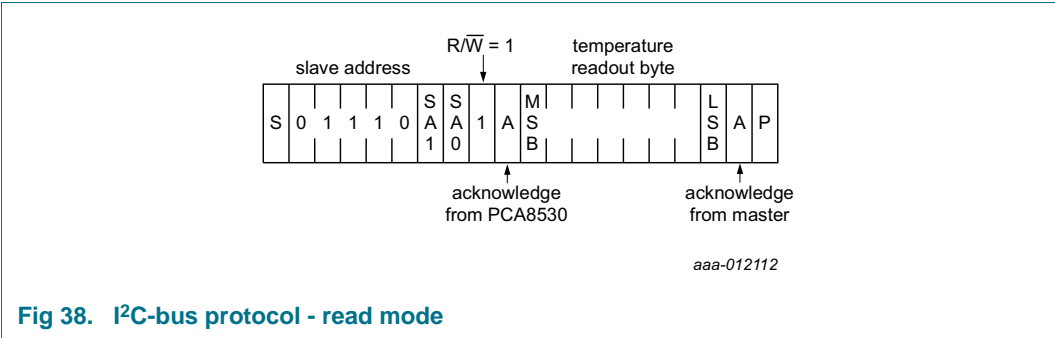 R/W̅ = 1
temperature
slave address
readout byte
S 0 1 1 1 0 SA1 SA0 1 A MSB LSB A P
acknowledge
from PCA8530
acknowledge
from master
aaa-012112
Fig 38. I²C-bus protocol - read mode